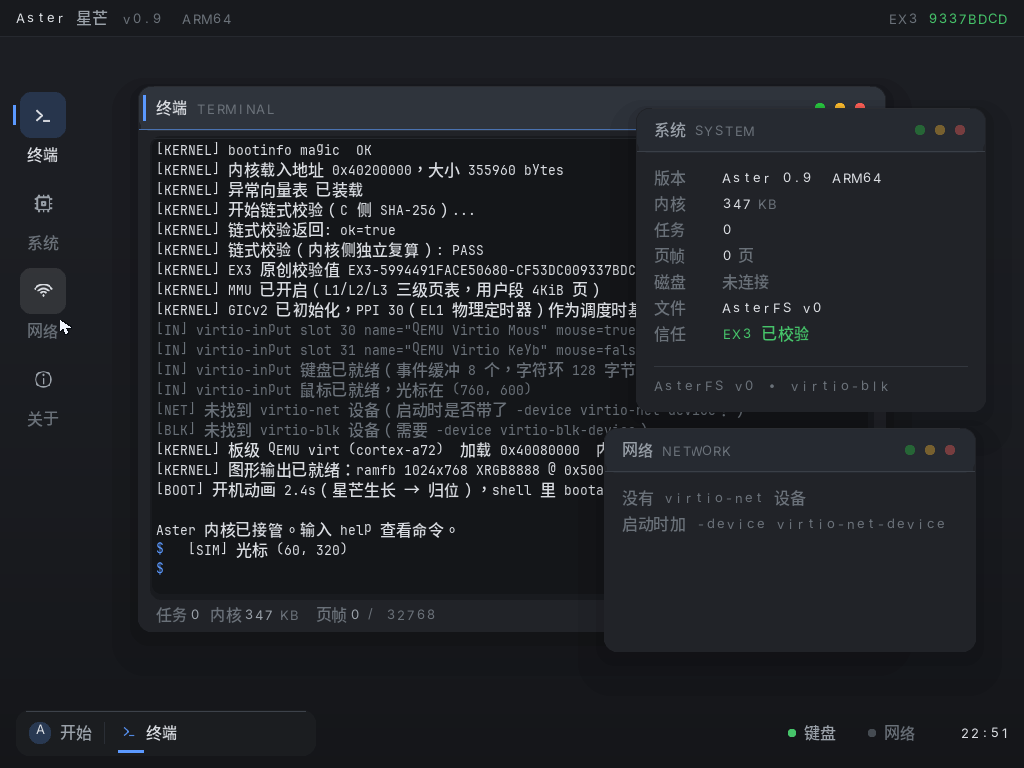 Aster 星芒 v0.9 ARM64
EX3 9337BDCD
终端
系统
网络
关于
终端 TERMINAL
[KERNEL] bootinfo magic OK
[KERNEL] 内核载入地址 0x40200000，大小 355960 bytes
[KERNEL] 异常向量表 已装载
[KERNEL] 开始链式校验（C 侧 SHA-256）...
[KERNEL] 链式校验返回: ok=true
[KERNEL] 链式校验（内核侧独立复算）: PASS
[KERNEL] EX3 原创校验值 EX3-5994491FACE50680-CF53DC009337BDC
[KERNEL] MMU 已开启（L1/L2/L3 三级页表，用户段 4KiB 页）
[KERNEL] GICv2 已初始化，PPI 30（EL1 物理定时器）作为调度时基
[IN] virtio-input slot 30 name="QEMU Virtio Mous" mouse=true
[IN] virtio-input slot 31 name="QEMU Virtio Keyb" mouse=fals
[IN] virtio-input 键盘已就绪（事件缓冲 8 个，字符环 128 字节
[IN] virtio-input 鼠标已就绪，光标在 (760, 600)
[NET] 未找到 virtio-net 设备（启动时是否带了 -device virtio-net-device？）
[BLK] 未找到 virtio-blk 设备（需要 -device virtio-blk-devi
[KERNEL] 板级 QEMU virt (cortex-a72) 加载 0x40080000
[KERNEL] 图形输出已就绪：ramfb 1024x768 XRGB8888 @ 0x500
[BOOT] 开机动画 2.4s（星芒生长 → 归位），shell 里 boota
Aster 内核已接管。输入 help 查看命令。
$ [SIM] 光标 (60, 320)
$
任务 0 内核 347 KB 页帧 0 / 32768
系统 SYSTEM
版本 Aster 0.9 ARM64
内核 347 KB
任务 0
页帧 0 页
磁盘 未连接
文件 AsterFS v0
信任 EX3 已校验
AsterFS v0 • virtio-blk
网络 NETWORK
没有 virtio-net 设备
启动时加 -device virtio-net-device
A 开始 终端
键盘 网络 22:51